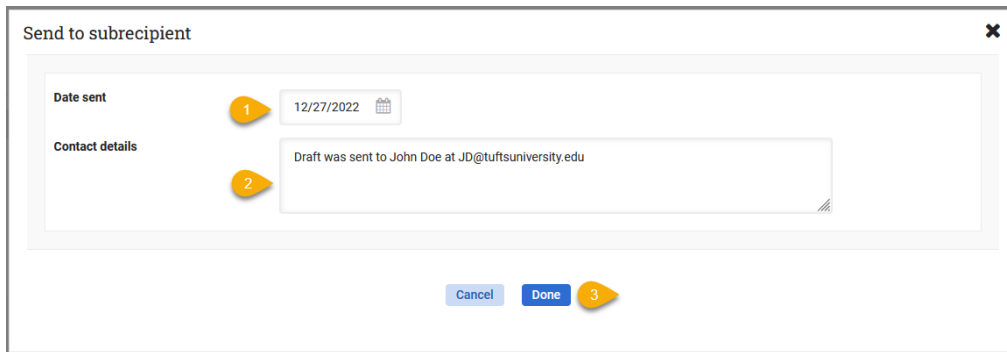 Send to subrecipient
Date sent
1
12/27/2022
Contact details
2
Draft was sent to John Doe at JD@tuftsuniversity.edu
Cancel
Done
3